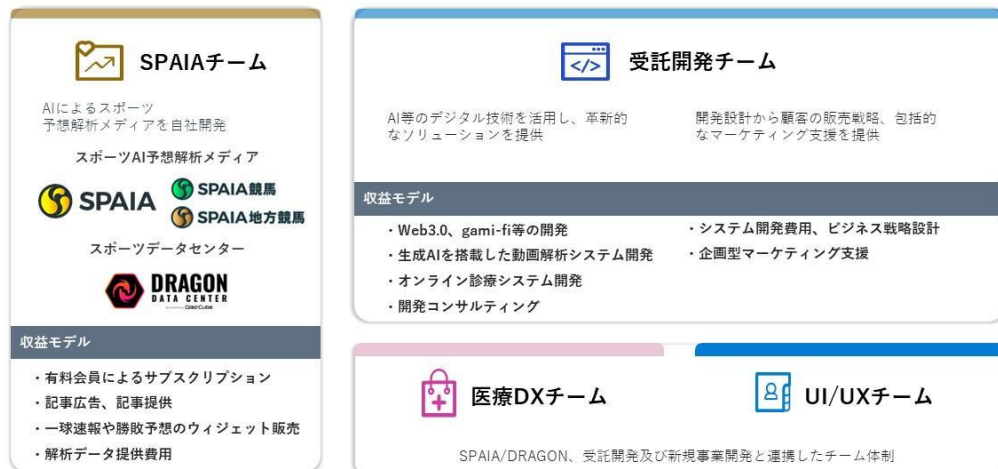 SPAIAチーム
AIによるスポーツ
予想解析メディアを自社開発
スポーツAI予想解析メディア
SPAIA
SPAIA競馬
SPAIA地方競馬
スポーツデータセンター
DRAGON
DATA CENTER
収益モデル
・有料会員によるサブスクリプション
・記事広告、記事提供
・一球速報や勝敗予想のウィジェット販売
・解析データ提供費用
</> 受託開発チーム
AI等のデジタル技術を活用し、革新的
なソリューションを提供
開発設計から顧客の販売戦略、包括的
なマーケティング支援を提供
収益モデル
・Web3.0、gami-fi等の開発
・生成AIを搭載した動画解析システム開発
・オンライン診療システム開発
・開発コンサルティング
・システム開発費用、ビジネス戦略設計
・企画型マーケティング支援
医療DXチーム
UI/UXチーム
SPAIA/DRAGON、受託開発及び新規事業開発と連携したチーム体制